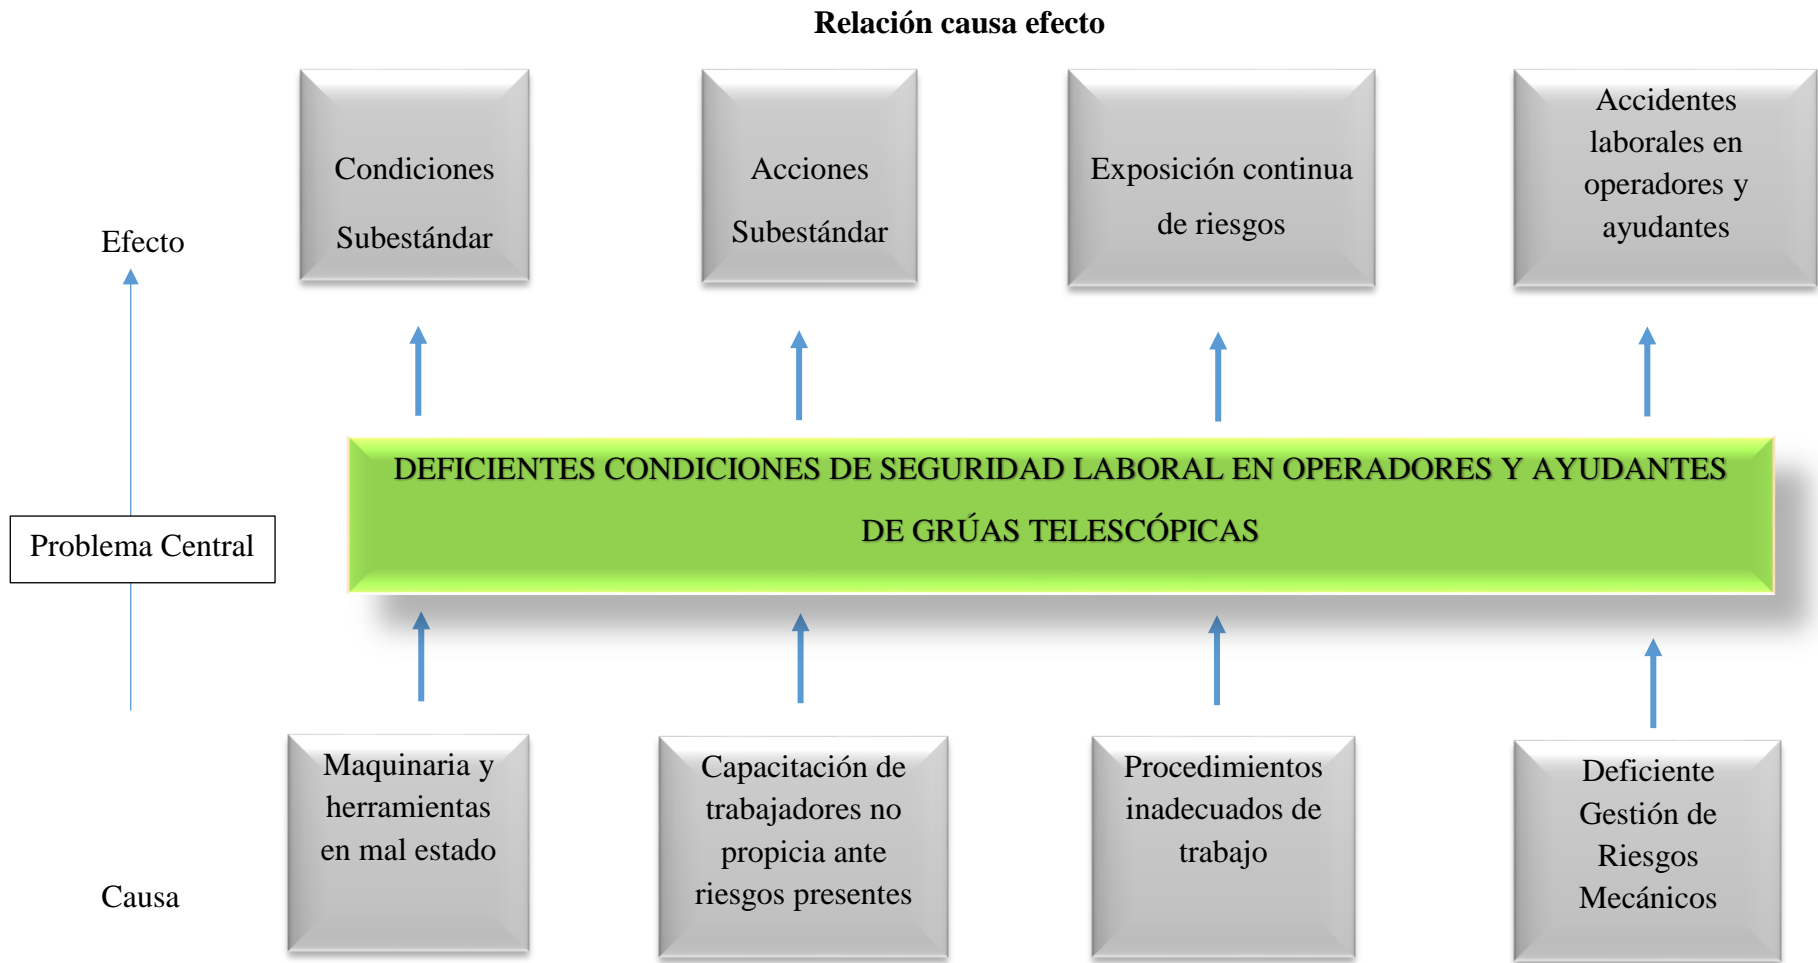 Relación causa efecto
Condiciones
Subestándar
Acciones
Subestándar
Exposición continua
de riesgos
Accidentes
laborales en
operadores y
ayudantes
Efecto
DEFICIENTES CONDICIONES DE SEGURIDAD LABORAL EN OPERADORES Y AYUDANTES
DE GRÚAS TELESCÓPICAS
Problema Central
Maquinaria y
herramientas
en mal estado
Capacitación de
trabajadores no
propicia ante
riesgos presentes
Procedimientos
inadecuados de
trabajo
Deficiente
Gestión de
Riesgos
Mecánicos
Causa